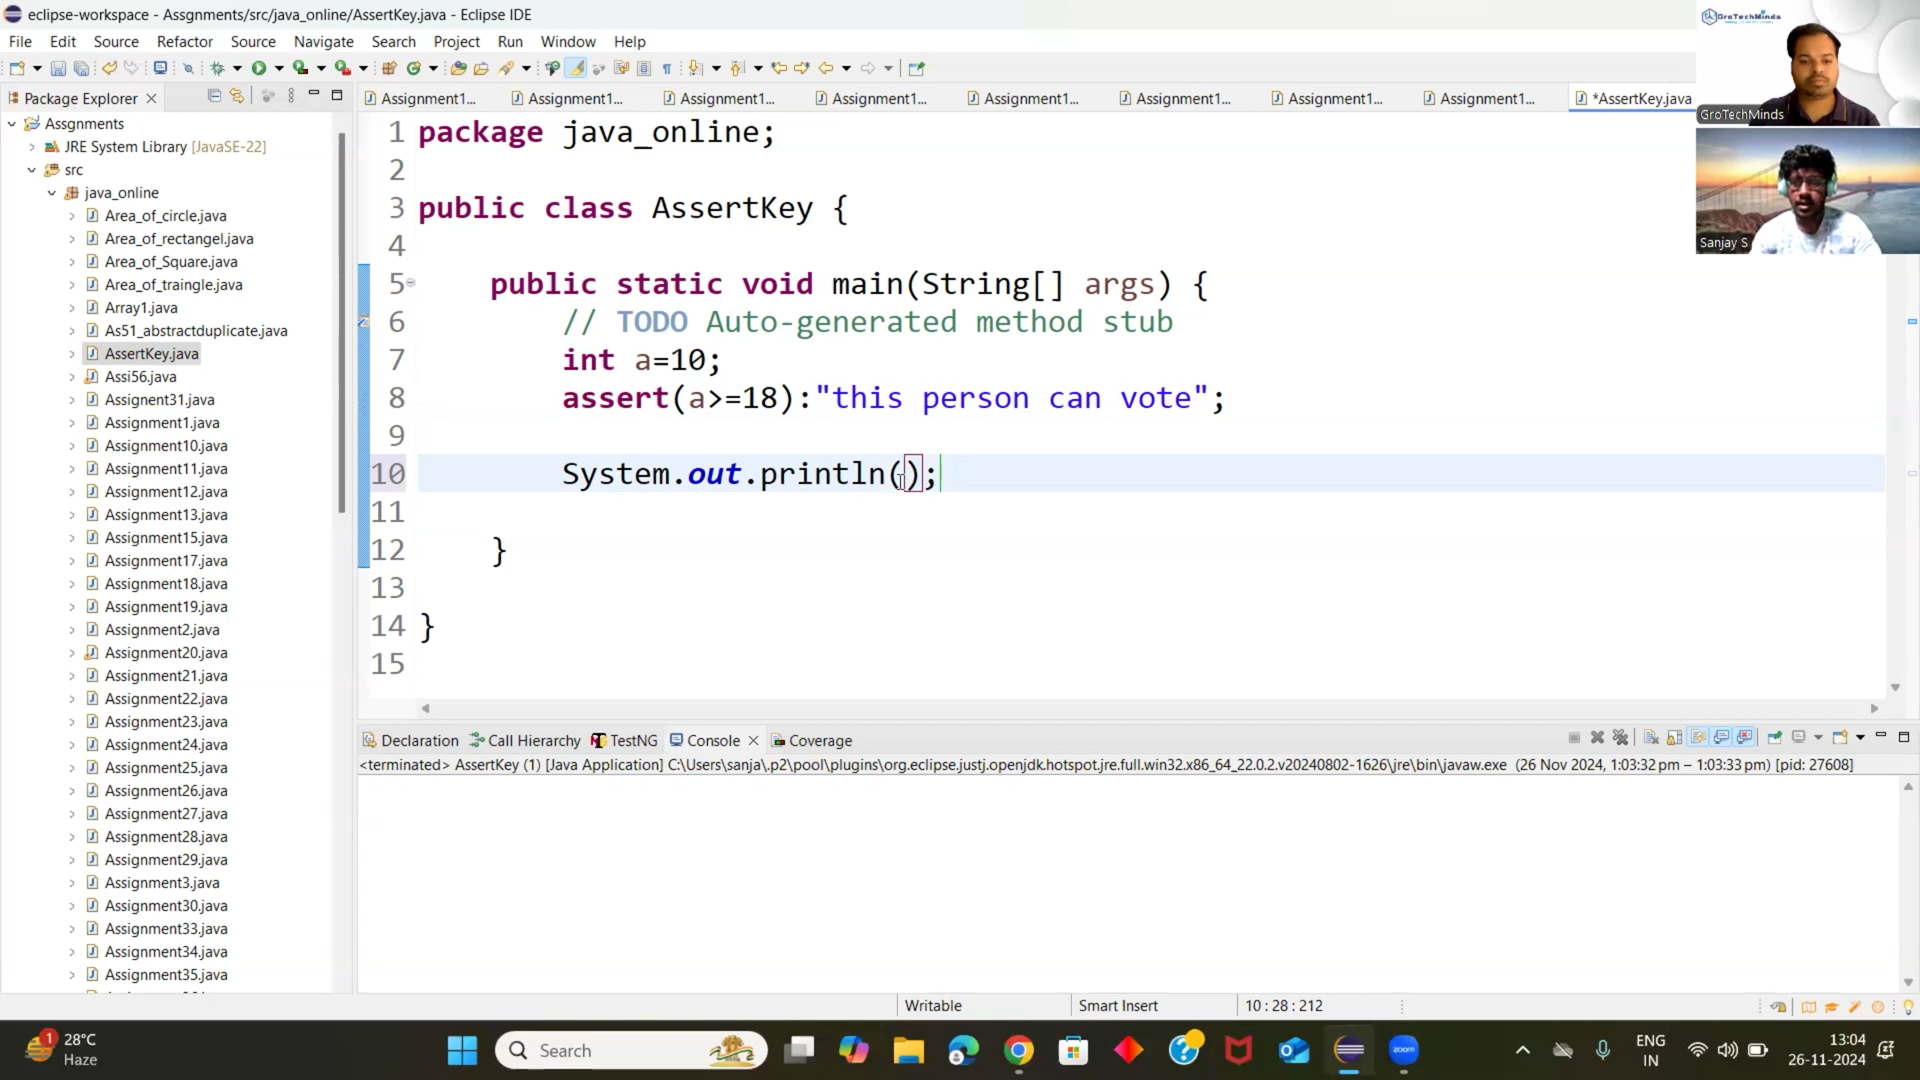 eclipse-workspace - Assgnments/src/java_online/AssertKey.java - Eclipse IDE
File Edit Source Refactor Source Navigate Search Project Run Window Help
Package Explorer
Assgnments
JRE System Library [JavaSE-22]
src
java_online
Area_of_circle.java
Area_of_rectangel.java
Area_of_Square.java
Area_of_traingle.java
Array1.java
As51_abstractduplicate.java
AssertKey.java
Assi56.java
Assignent31.java
Assignment1.java
Assignment10.java
Assignment11.java
Assignment12.java
Assignment13.java
Assignment15.java
Assignment17.java
Assignment18.java
Assignment19.java
Assignment2.java
Assignment20.java
Assignment21.java
Assignment22.java
Assignment23.java
Assignment24.java
Assignment25.java
Assignment26.java
Assignment27.java
Assignment28.java
Assignment29.java
Assignment3.java
Assignment30.java
Assignment33.java
Assignment34.java
Assignment35.java
Assignment1... Assignment1... Assignment1... Assignment1... Assignment1... Assignment1... Assignment1... Assignment1... *AssertKey.java
1 package java_online;
2
3 public class AssertKey {
4
5 public static void main(String[] args) {
6 // TODO Auto-generated method stub
7 int a=10;
8 assert(a>=18):"this person can vote";
9
10 System.out.println();
11
12 }
13
14 }
15
GroTechMinds
GroTechMinds
Sanjay S
Declaration Call Hierarchy TestNG Console Coverage
<terminated> AssertKey (1) [Java Application] C:\Users\sanja\.p2\pool\plugins\org.eclipse.justj.openjdk.hotspot.jre.full.win32.x86_64_22.0.2.v20240802-1626\jre\bin\javaw.exe (26 Nov 2024, 1:03:32 pm – 1:03:33 pm) [pid: 27608]
Writable Smart Insert 10 : 28 : 212
1
28°C
Haze
Search
zoom
ENG
IN
13:04
26-11-2024